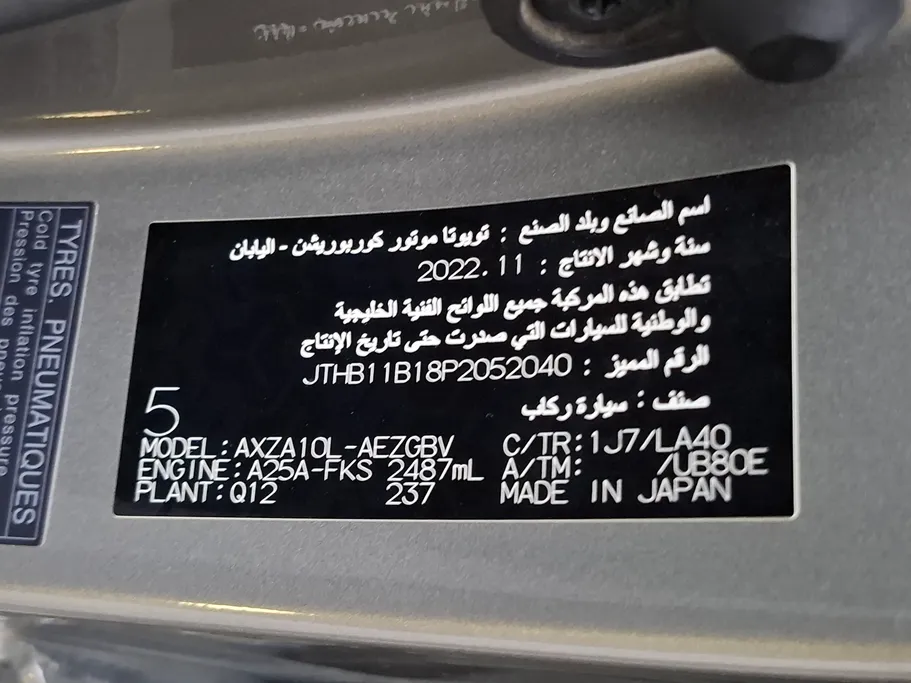 اسم الصانع وبلد الصنع : تويوتا موتور كوربوريشن - اليابان
سنة وشهر الانتاج : 2022.11
تطابق هذه المركبة جميع اللوائح الفنية الخليجية
والوطنية للسيارات التي صدرت حتى تاريخ الإنتاج
الرقم المميز : JTHB11B18P2052040
صنف : سيارة ركاب
5
MODEL:AXZA10L-AEZGBV C/TR:1J7/LA40
ENGINE:A25A-FKS 2487mL A/TM: /UB80E
PLANT:Q12 237 MADE IN JAPAN
TYRES. PNEUMATIQUES
Cold tyre inflation pressure
Pression des